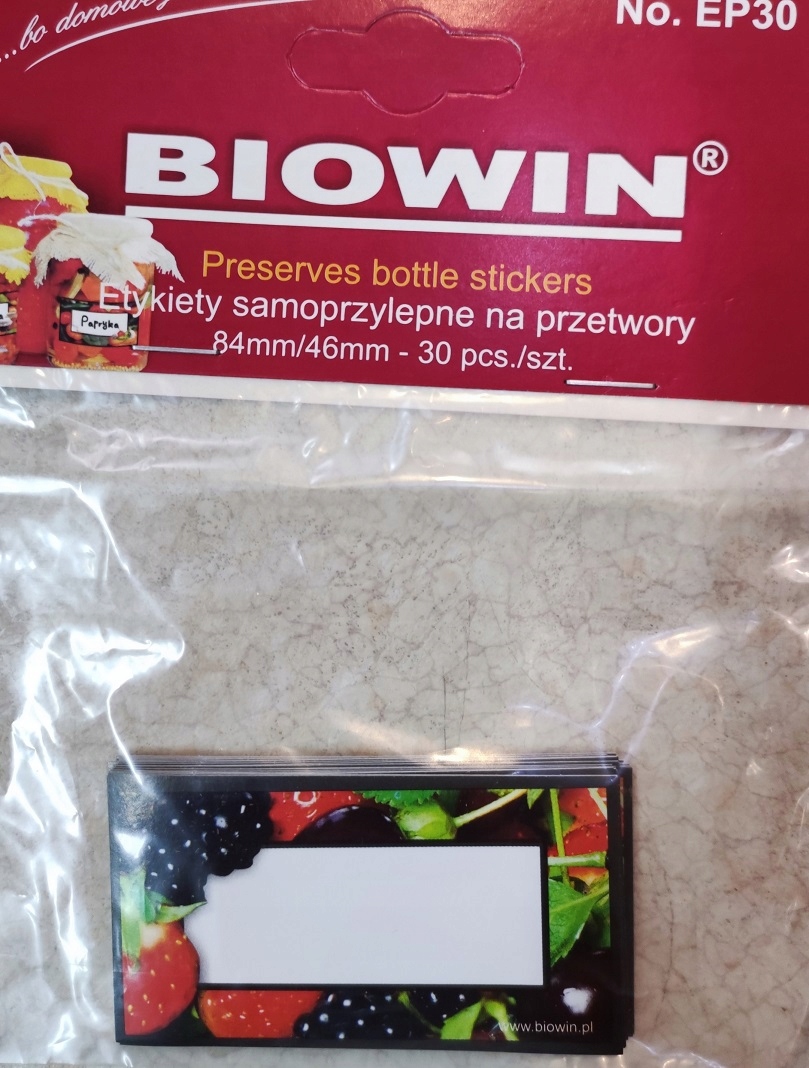 ...bo domowe
No. EP30
BIOWIN®
Preserves bottle stickers
Etykiety samoprzylepne na przetwory
84mm/46mm - 30 pcs./szt.
Papryka
www.biowin.pl